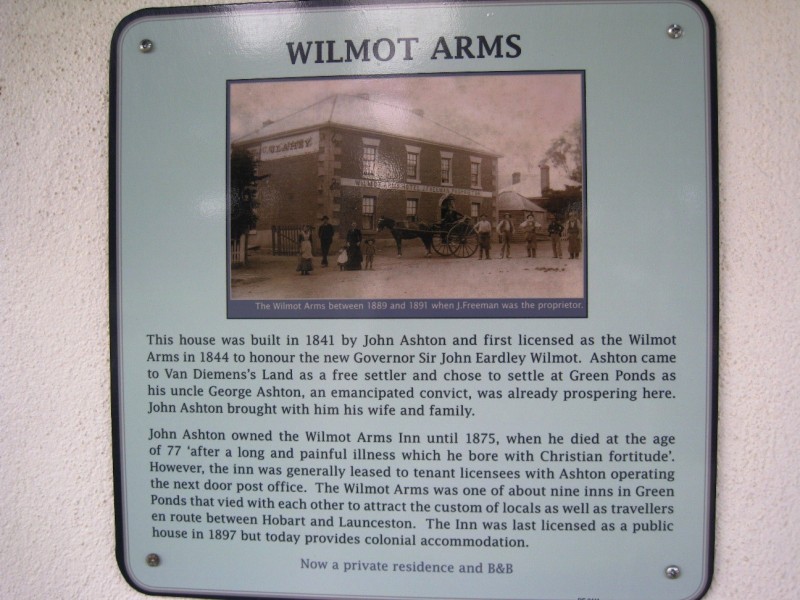 WILMOT ARMS
WILMOT ARMS HOTEL J. FREEMAN PROPRIETOR
The Wilmot Arms between 1889 and 1891 when J.Freeman was the proprietor.
This house was built in 1841 by John Ashton and first licensed as the Wilmot
Arms in 1844 to honour the new Governor Sir John Eardley Wilmot. Ashton came
to Van Diemens's Land as a free settler and chose to settle at Green Ponds as
his uncle George Ashton, an emancipated convict, was already prospering here.
John Ashton brought with him his wife and family.
John Ashton owned the Wilmot Arms Inn until 1875, when he died at the age
of 77 ‘after a long and painful illness which he bore with Christian fortitude’.
However, the inn was generally leased to tenant licensees with Ashton operating
the next door post office. The Wilmot Arms was one of about nine inns in Green
Ponds that vied with each other to attract the custom of locals as well as travellers
en route between Hobart and Launceston. The Inn was last licensed as a public
house in 1897 but today provides colonial accommodation.
Now a private residence and B&B